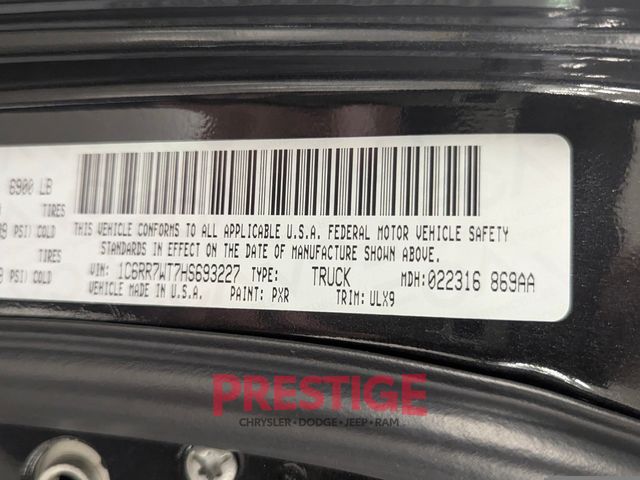 6900 LB
TIRES
PSI) COLD
TIRES
PSI) COLD
THIS VEHICLE CONFORMS TO ALL APPLICABLE U.S.A. FEDERAL MOTOR VEHICLE SAFETY
STANDARDS IN EFFECT ON THE DATE OF MANUFACTURE SHOWN ABOVE.
VIN: 1C6RR7WT7HS693227 TYPE: TRUCK MDH: 022316 869AA
VEHICLE MADE IN U.S.A. PAINT: PXR TRIM: ULX9
PRESTIGE
CHRYSLER • DODGE • JEEP • RAM